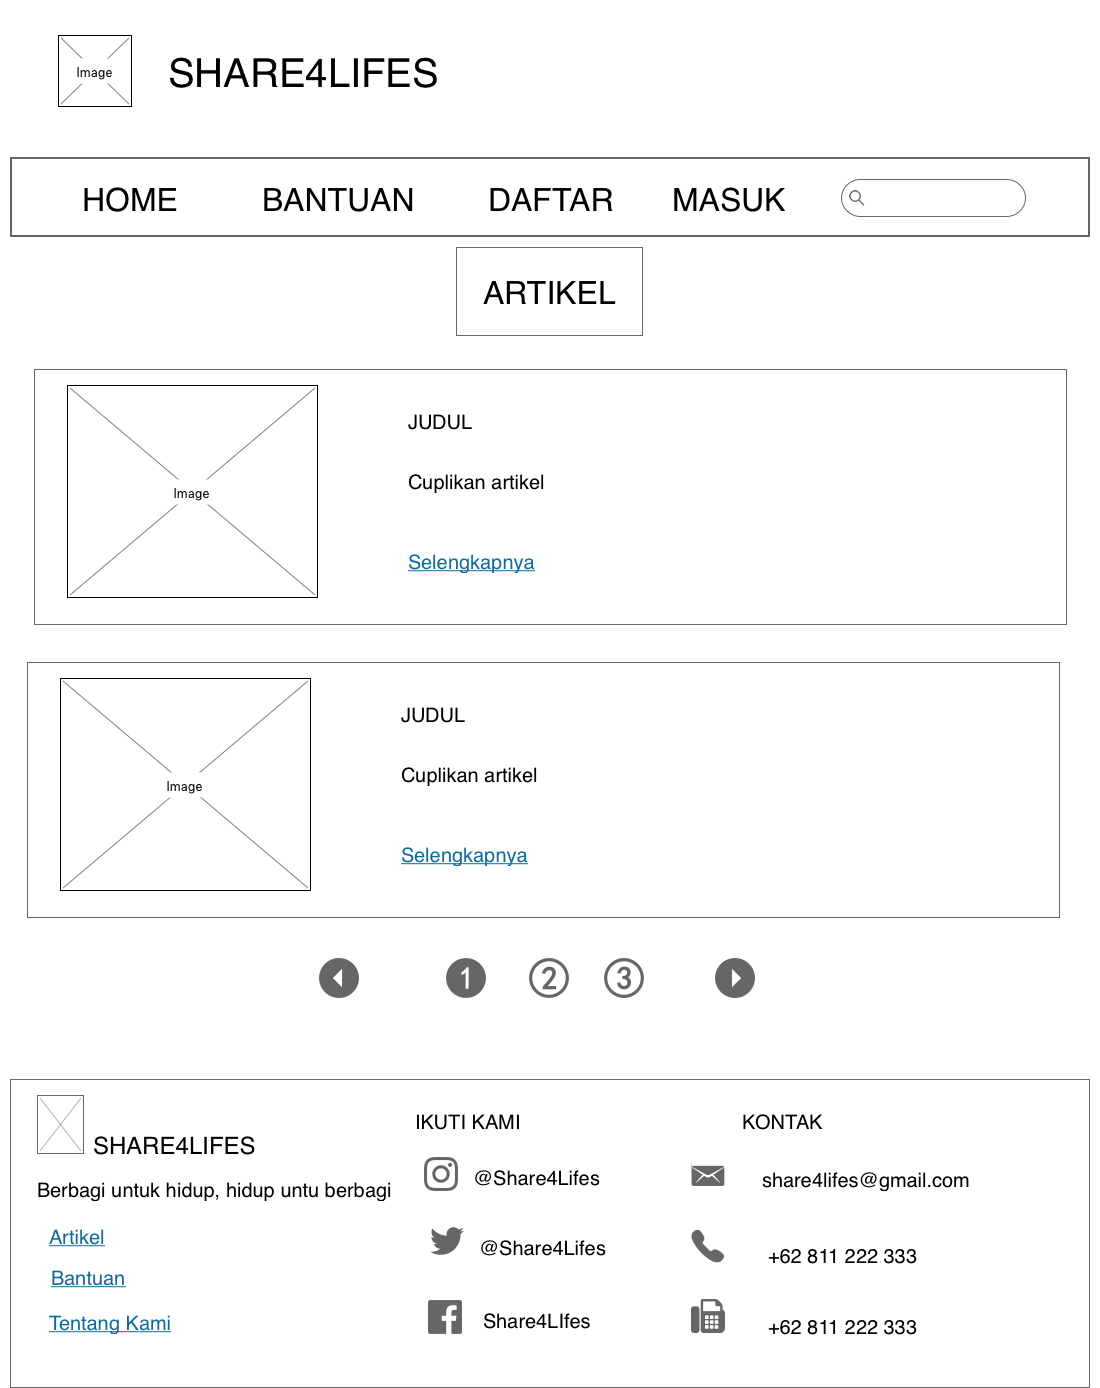 Image
SHARE4LIFES
HOME BANTUAN DAFTAR MASUK
ARTIKEL
Image
JUDUL
Cuplikan artikel
Selengkapnya
Image
JUDUL
Cuplikan artikel
Selengkapnya
1 2 3
SHARE4LIFES
Berbagi untuk hidup, hidup untu berbagi
Artikel
Bantuan
Tentang Kami
IKUTI KAMI
@Share4Lifes
@Share4Lifes
Share4LIfes
KONTAK
share4lifes@gmail.com
+62 811 222 333
+62 811 222 333